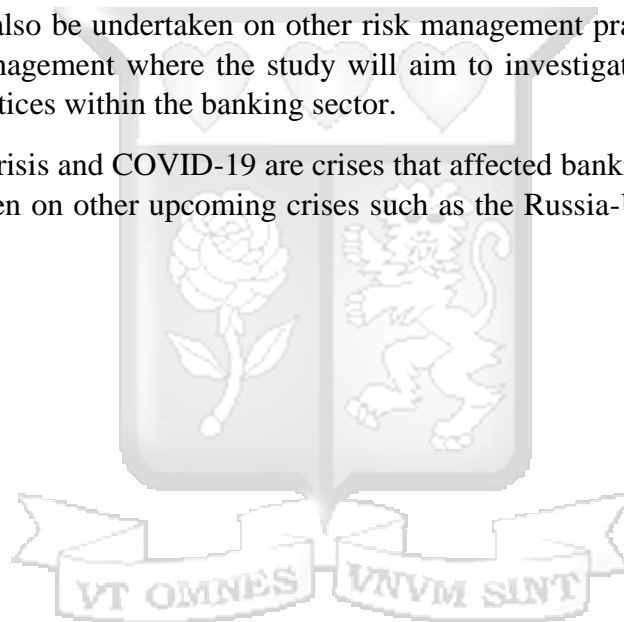 also be undertaken on other risk management pra
nagement where the study will aim to investigat
tices within the banking sector.
risis and COVID-19 are crises that affected banki
en on other upcoming crises such as the Russia-U
VT OMNES VNVM SINT